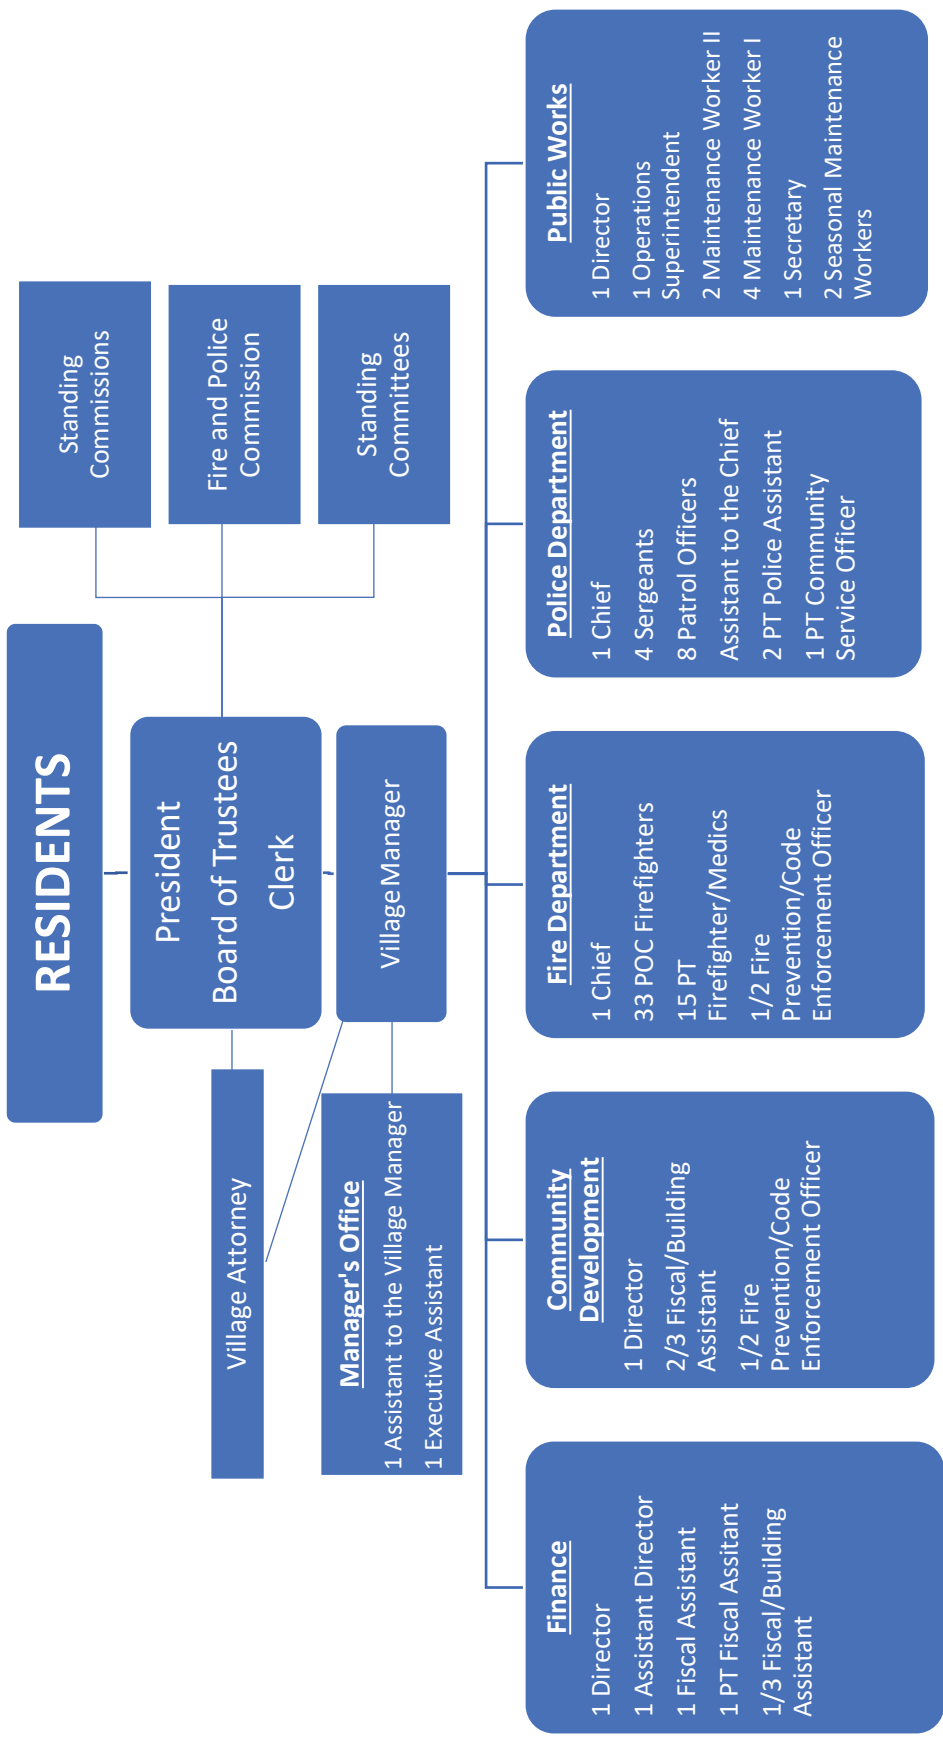 RESIDENTS
President
Board of Trustees
Clerk
Standing
Commissions
Fire and Police
Commission
Standing
Committees
Village Attorney
Village Manager
Manager's Office
1 Assistant to the Village Manager
1 Executive Assistant
Finance
1 Director
1 Assistant Director
1 Fiscal Assistant
1 PT Fiscal Assitant
1/3 Fiscal/Building
Assistant
Community
Development
1 Director
2/3 Fiscal/Building
Assistant
1/2 Fire
Prevention/Code
Enforcement Officer
Fire Department
1 Chief
33 POC Firefighters
15 PT
Firefighter/Medics
1/2 Fire
Prevention/Code
Enforcement Officer
Police Department
1 Chief
4 Sergeants
8 Patrol Officers
Assistant to the Chief
2 PT Police Assistant
1 PT Community
Service Officer
Public Works
1 Director
1 Operations
Superintendent
2 Maintenance Worker II
4 Maintenance Worker I
1 Secretary
2 Seasonal Maintenance
Workers